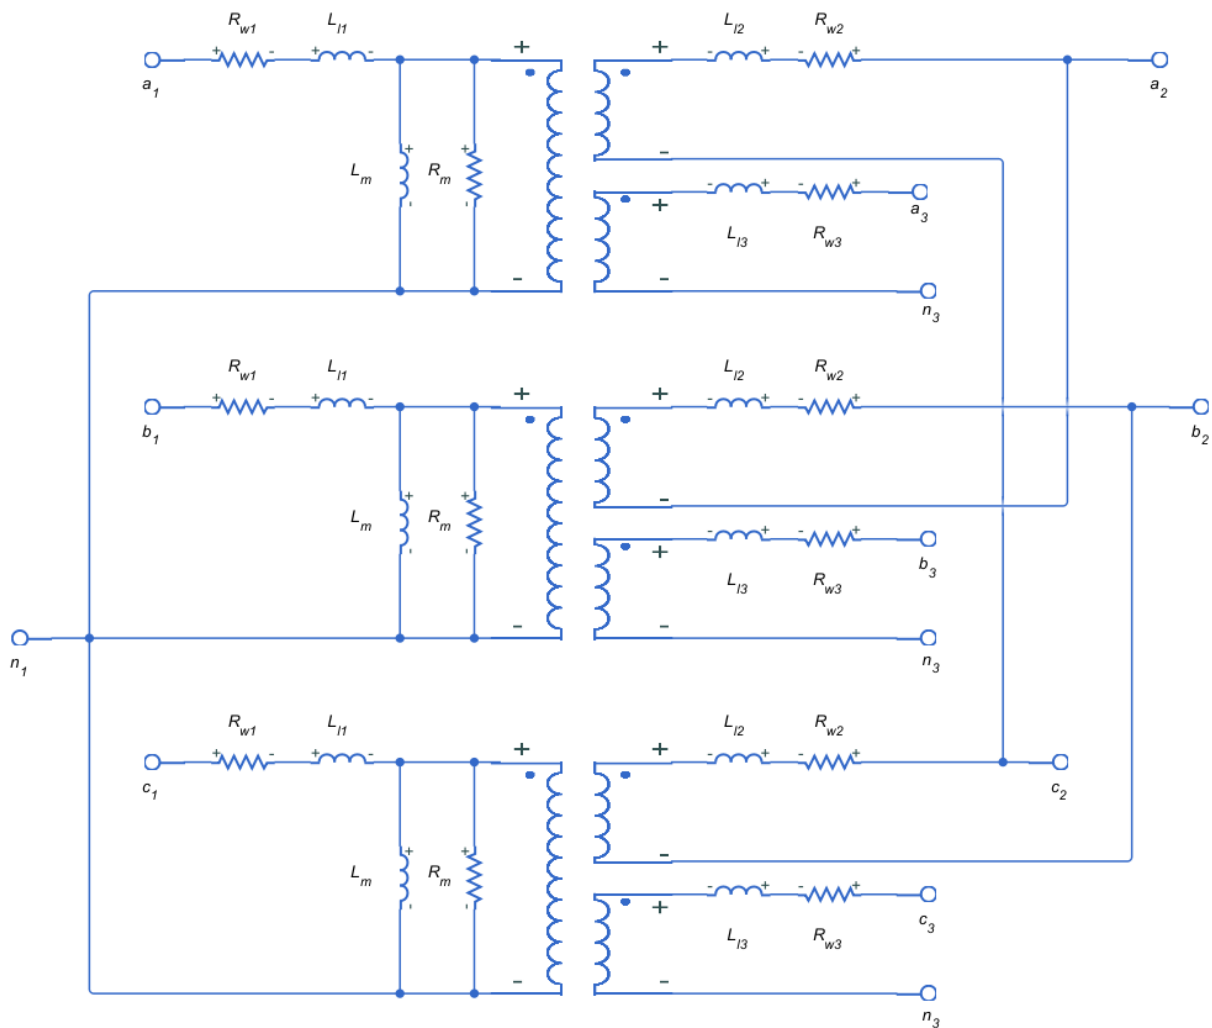 R_w1 L_l1 L_l2 R_w2
+ - + - + + - + - +
a_1 a_2
L_m + - R_m + -
- - + - +
a_3
+ L_l3 R_w3
- - n_3
R_w1 L_l1 L_l2 R_w2
+ - + - + + - + - +
b_1 b_2
L_m + - R_m + -
- - + - +
b_3
+ L_l3 R_w3
- -
n_1 n_3
R_w1 L_l1 L_l2 R_w2
+ - + - + + - + - +
c_1 c_2
L_m + - R_m + -
- - + - +
c_3
+ L_l3 R_w3
- -
n_3